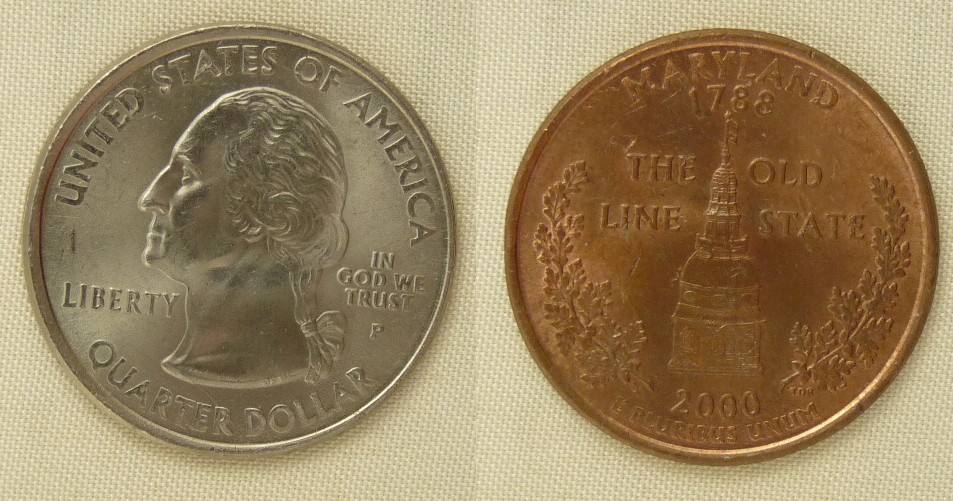 UNITED STATES OF AMERICA
LIBERTY
IN
GOD WE
TRUST
P
QUARTER DOLLAR
MARYLAND
1788
THE OLD
LINE STATE
2000
E PLURIBUS UNUM